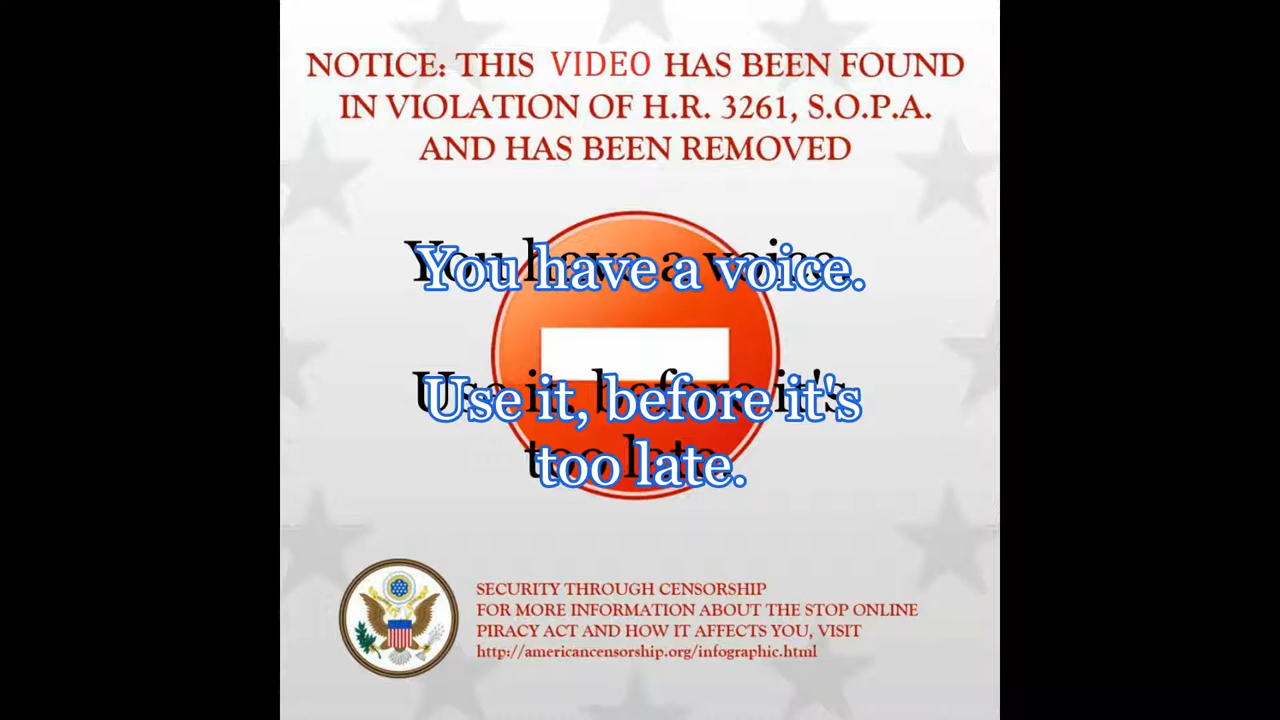 NOTICE: THIS VIDEO HAS BEEN FOUND
IN VIOLATION OF H.R. 3261, S.O.P.A.
AND HAS BEEN REMOVED
You have a voice.
Use it, before it's
too late.
SECURITY THROUGH CENSORSHIP
FOR MORE INFORMATION ABOUT THE STOP ONLINE
PIRACY ACT AND HOW IT AFFECTS YOU, VISIT
http://americancensorship.org/infographic.html